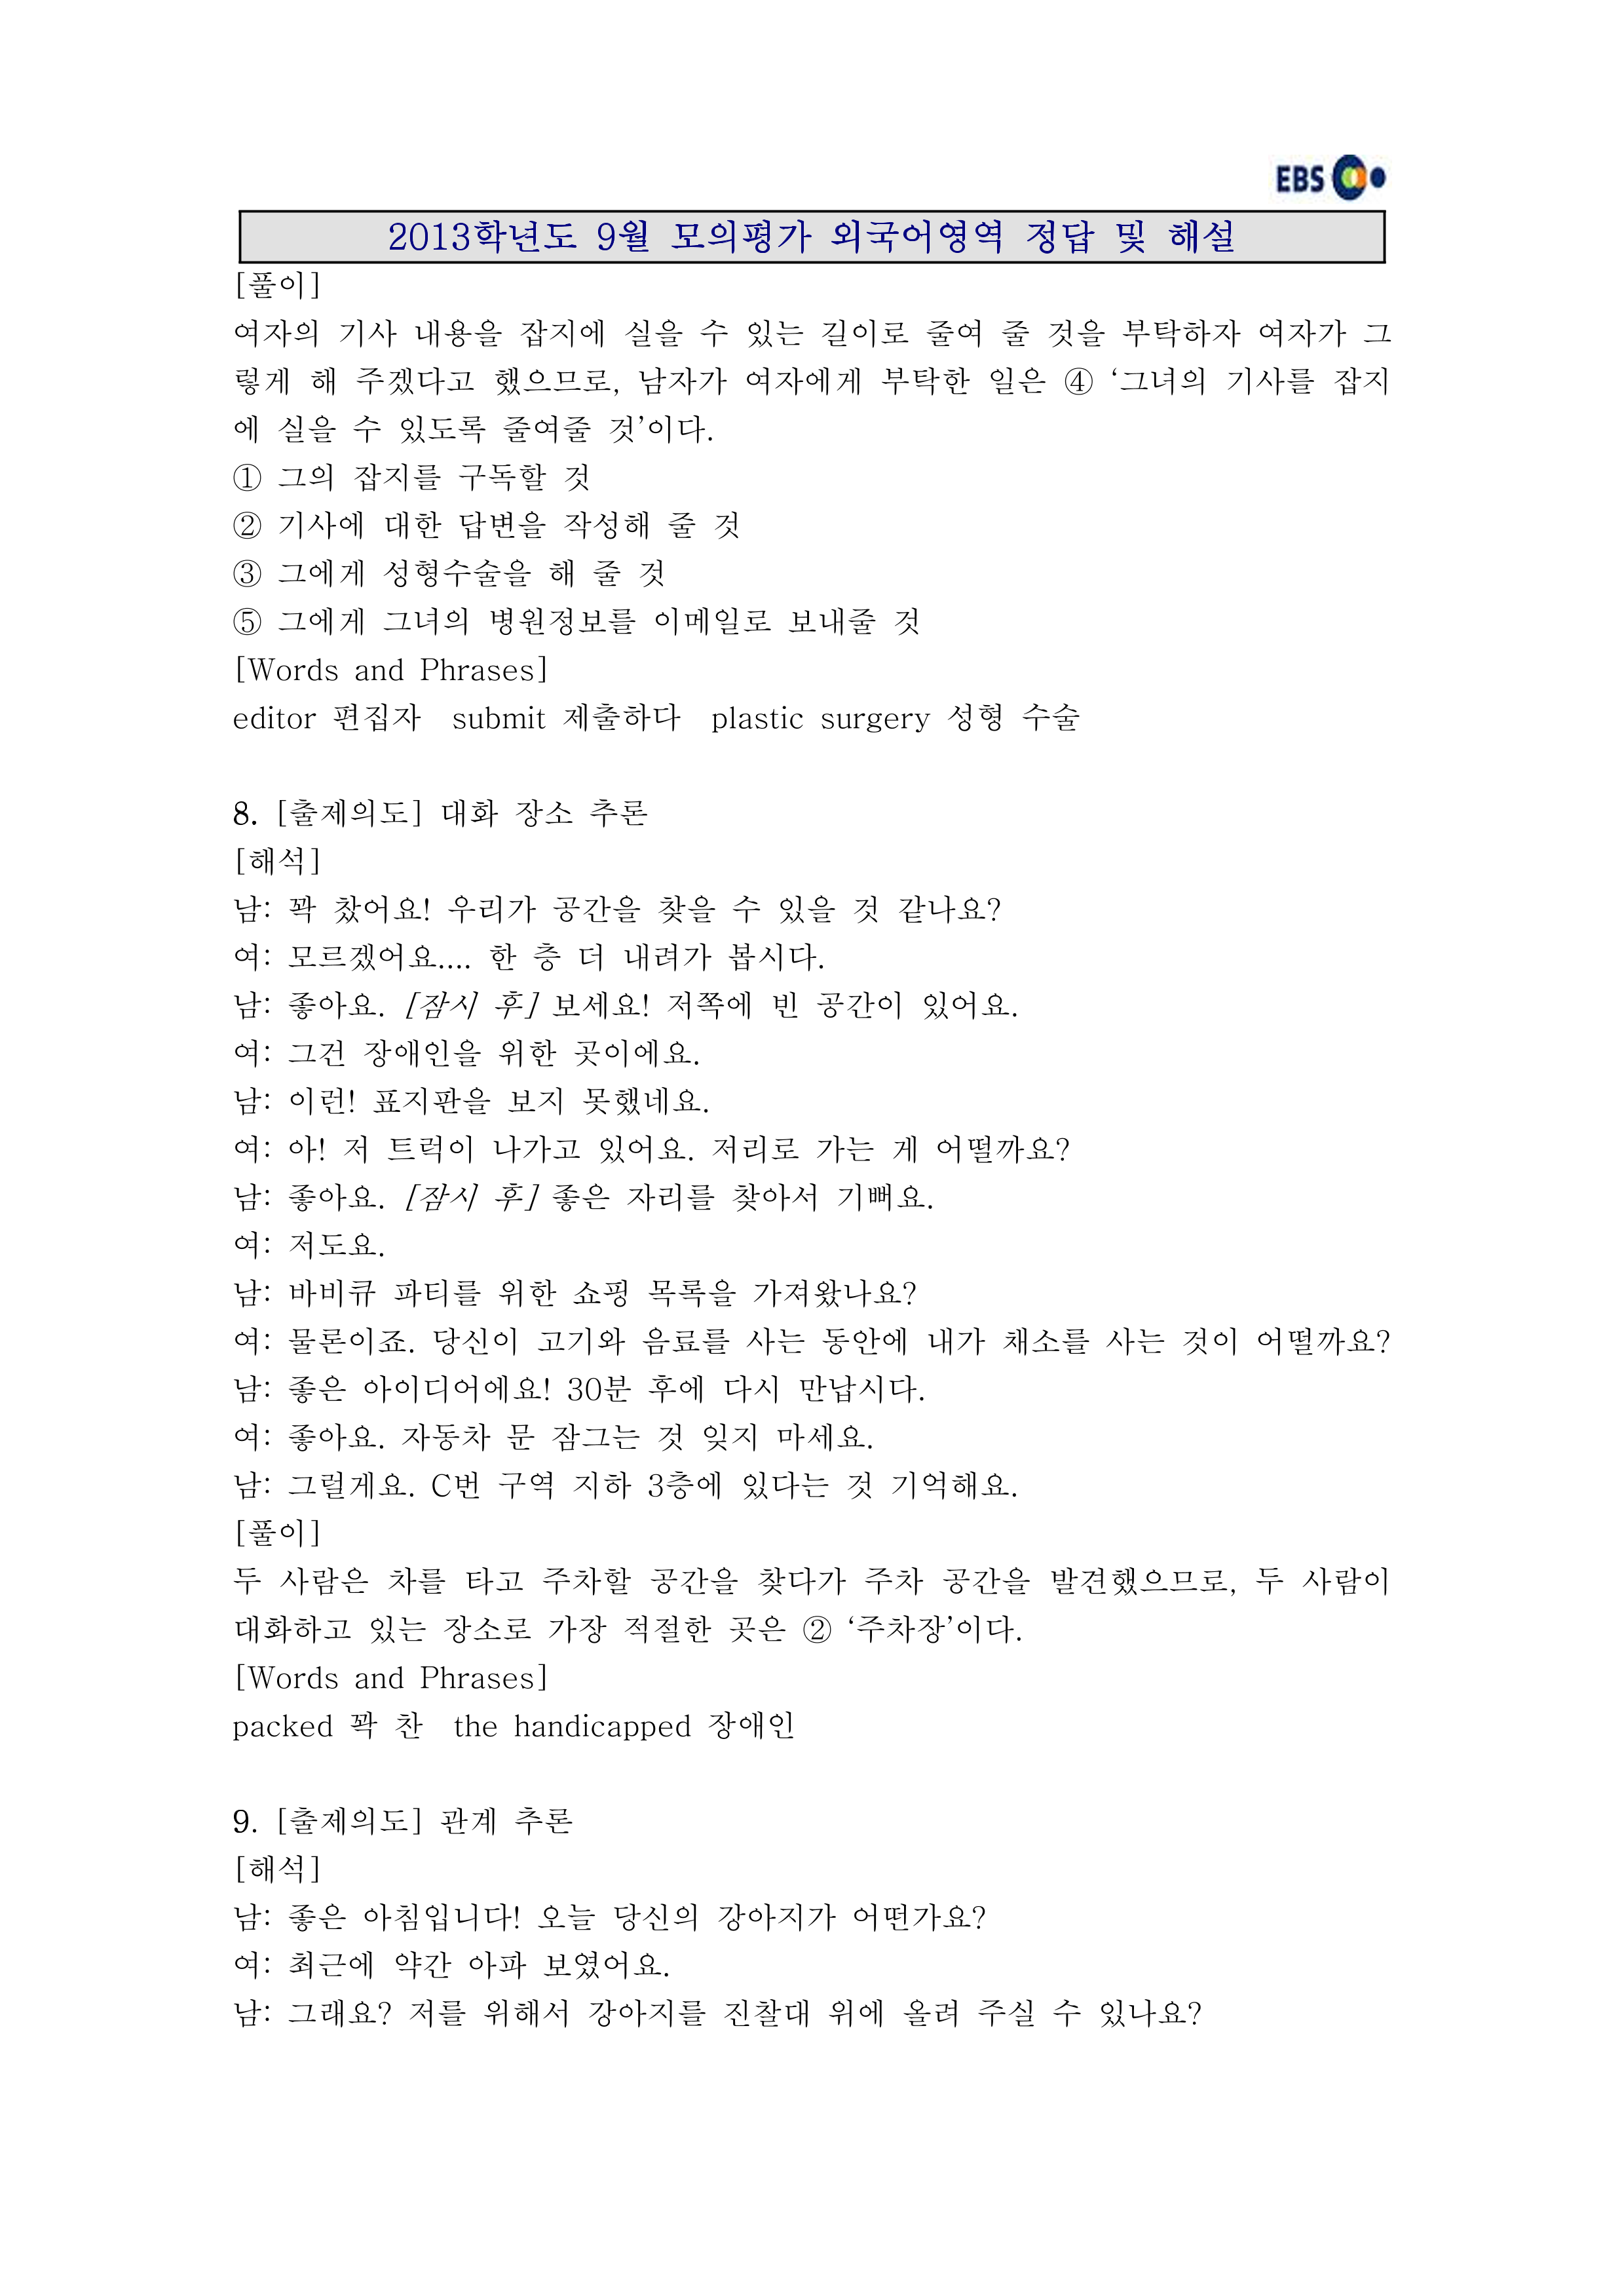 EBS
2013학년도 9월 모의평가 외국어영역 정답 및 해설
[풀이]
여자의 기사 내용을 잡지에 실을 수 있는 길이로 줄여 줄 것을 부탁하자 여자가 그
렇게 해 주겠다고 했으므로, 남자가 여자에게 부탁한 일은 ④ ‘그녀의 기사를 잡지
에 실을 수 있도록 줄여줄 것’이다.
① 그의 잡지를 구독할 것
② 기사에 대한 답변을 작성해 줄 것
③ 그에게 성형수술을 해 줄 것
⑤ 그에게 그녀의 병원정보를 이메일로 보내줄 것
[Words and Phrases]
editor 편집자  submit 제출하다  plastic surgery 성형 수술
8. [출제의도] 대화 장소 추론
[해석]
남: 꽉 찼어요! 우리가 공간을 찾을 수 있을 것 같나요?
여: 모르겠어요.... 한 층 더 내려가 봅시다.
남: 좋아요. [잠시 후] 보세요! 저쪽에 빈 공간이 있어요.
여: 그건 장애인을 위한 곳이에요.
남: 이런! 표지판을 보지 못했네요.
여: 아! 저 트럭이 나가고 있어요. 저리로 가는 게 어떨까요?
남: 좋아요. [잠시 후] 좋은 자리를 찾아서 기뻐요.
여: 저도요.
남: 바비큐 파티를 위한 쇼핑 목록을 가져왔나요?
여: 물론이죠. 당신이 고기와 음료를 사는 동안에 내가 채소를 사는 것이 어떨까요?
남: 좋은 아이디어에요! 30분 후에 다시 만납시다.
여: 좋아요. 자동차 문 잠그는 것 잊지 마세요.
남: 그럴게요. C번 구역 지하 3층에 있다는 것 기억해요.
[풀이]
두 사람은 차를 타고 주차할 공간을 찾다가 주차 공간을 발견했으므로, 두 사람이
대화하고 있는 장소로 가장 적절한 곳은 ② ‘주차장’이다.
[Words and Phrases]
packed 꽉 찬  the handicapped 장애인
9. [출제의도] 관계 추론
[해석]
남: 좋은 아침입니다! 오늘 당신의 강아지가 어떤가요?
여: 최근에 약간 아파 보였어요.
남: 그래요? 저를 위해서 강아지를 진찰대 위에 올려 주실 수 있나요?